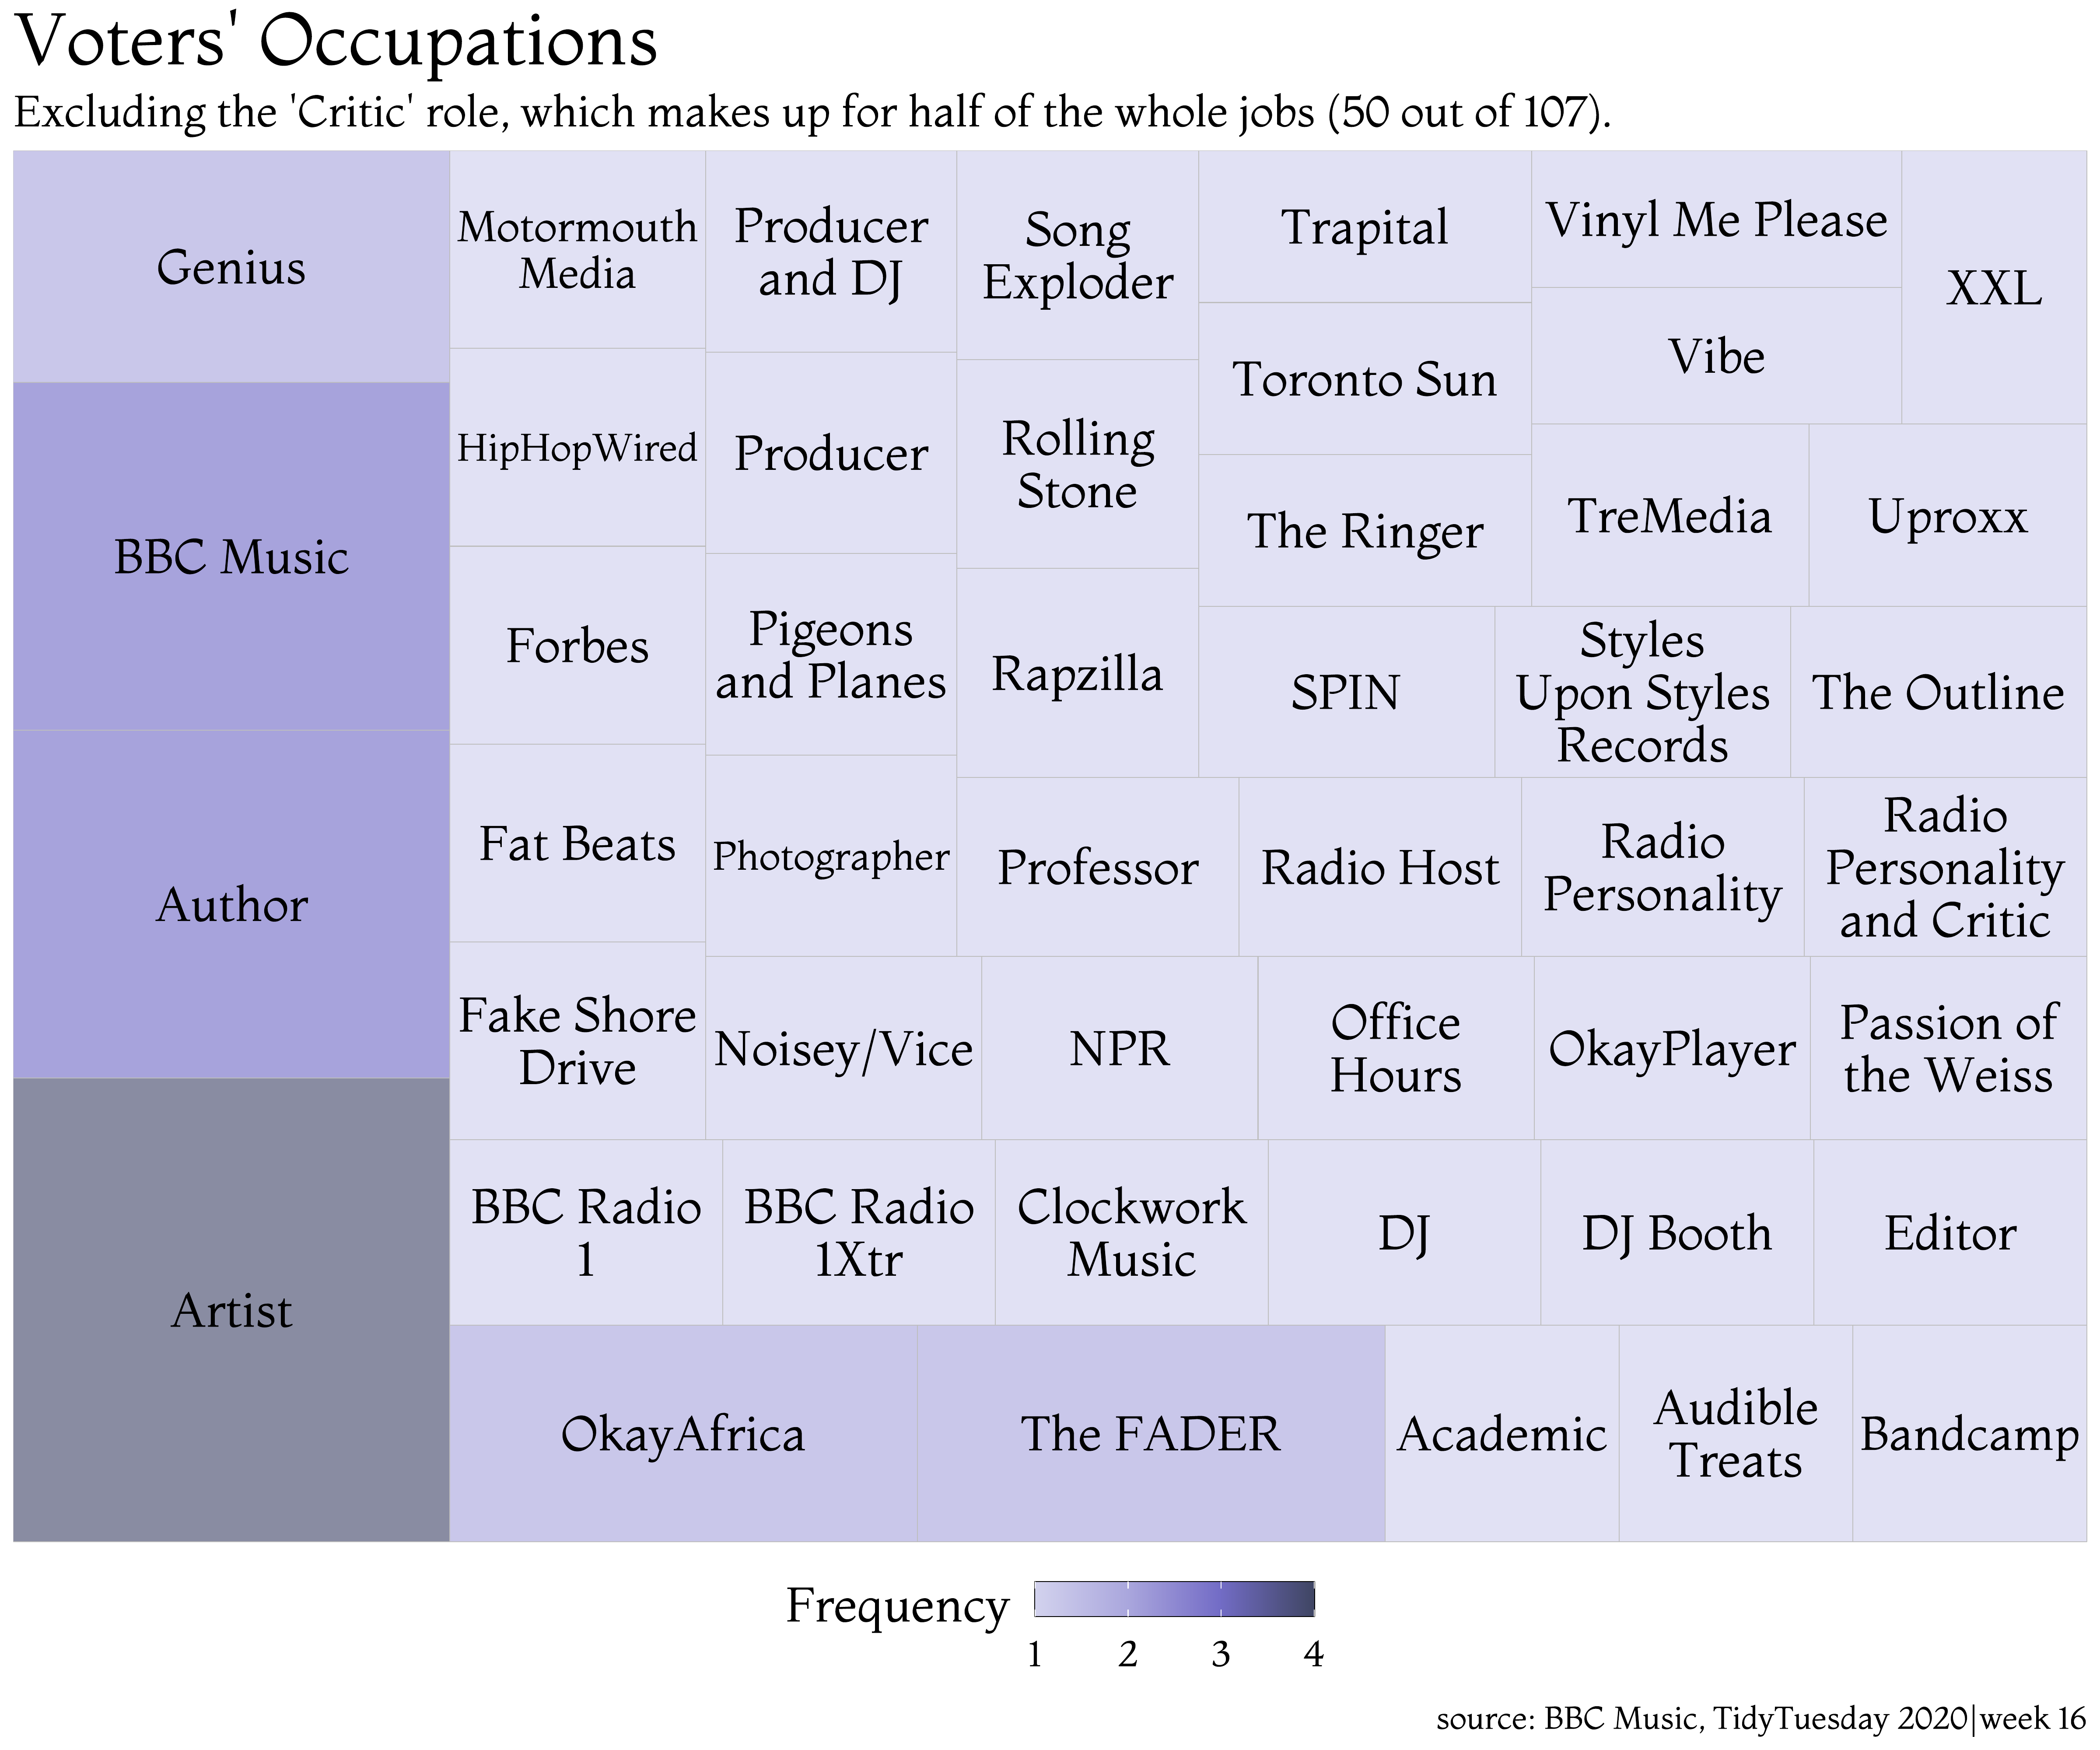 Voters' Occupations
Excluding the 'Critic' role, which makes up for half of the whole jobs (50 out of 107).
Genius
BBC Music
Author
Artist
Motormouth
Media
HipHopWired
Forbes
Fat Beats
Fake Shore
Drive
Producer
and DJ
Producer
Pigeons
and Planes
Photographer
Song
Exploder
Rolling
Stone
Rapzilla
Trapital
Toronto Sun
The Ringer
Vinyl Me Please
Vibe
XXL
TreMedia
Uproxx
SPIN
Styles
Upon Styles
Records
The Outline
Professor
Radio Host
Radio
Personality
Radio
Personality
and Critic
Noisey/Vice
NPR
Office
Hours
OkayPlayer
Passion of
the Weiss
BBC Radio
1
BBC Radio
1Xtr
Clockwork
Music
DJ
DJ Booth
Editor
OkayAfrica
The FADER
Academic
Audible
Treats
Bandcamp
Frequency
1 2 3 4
source: BBC Music, TidyTuesday 2020|week 16